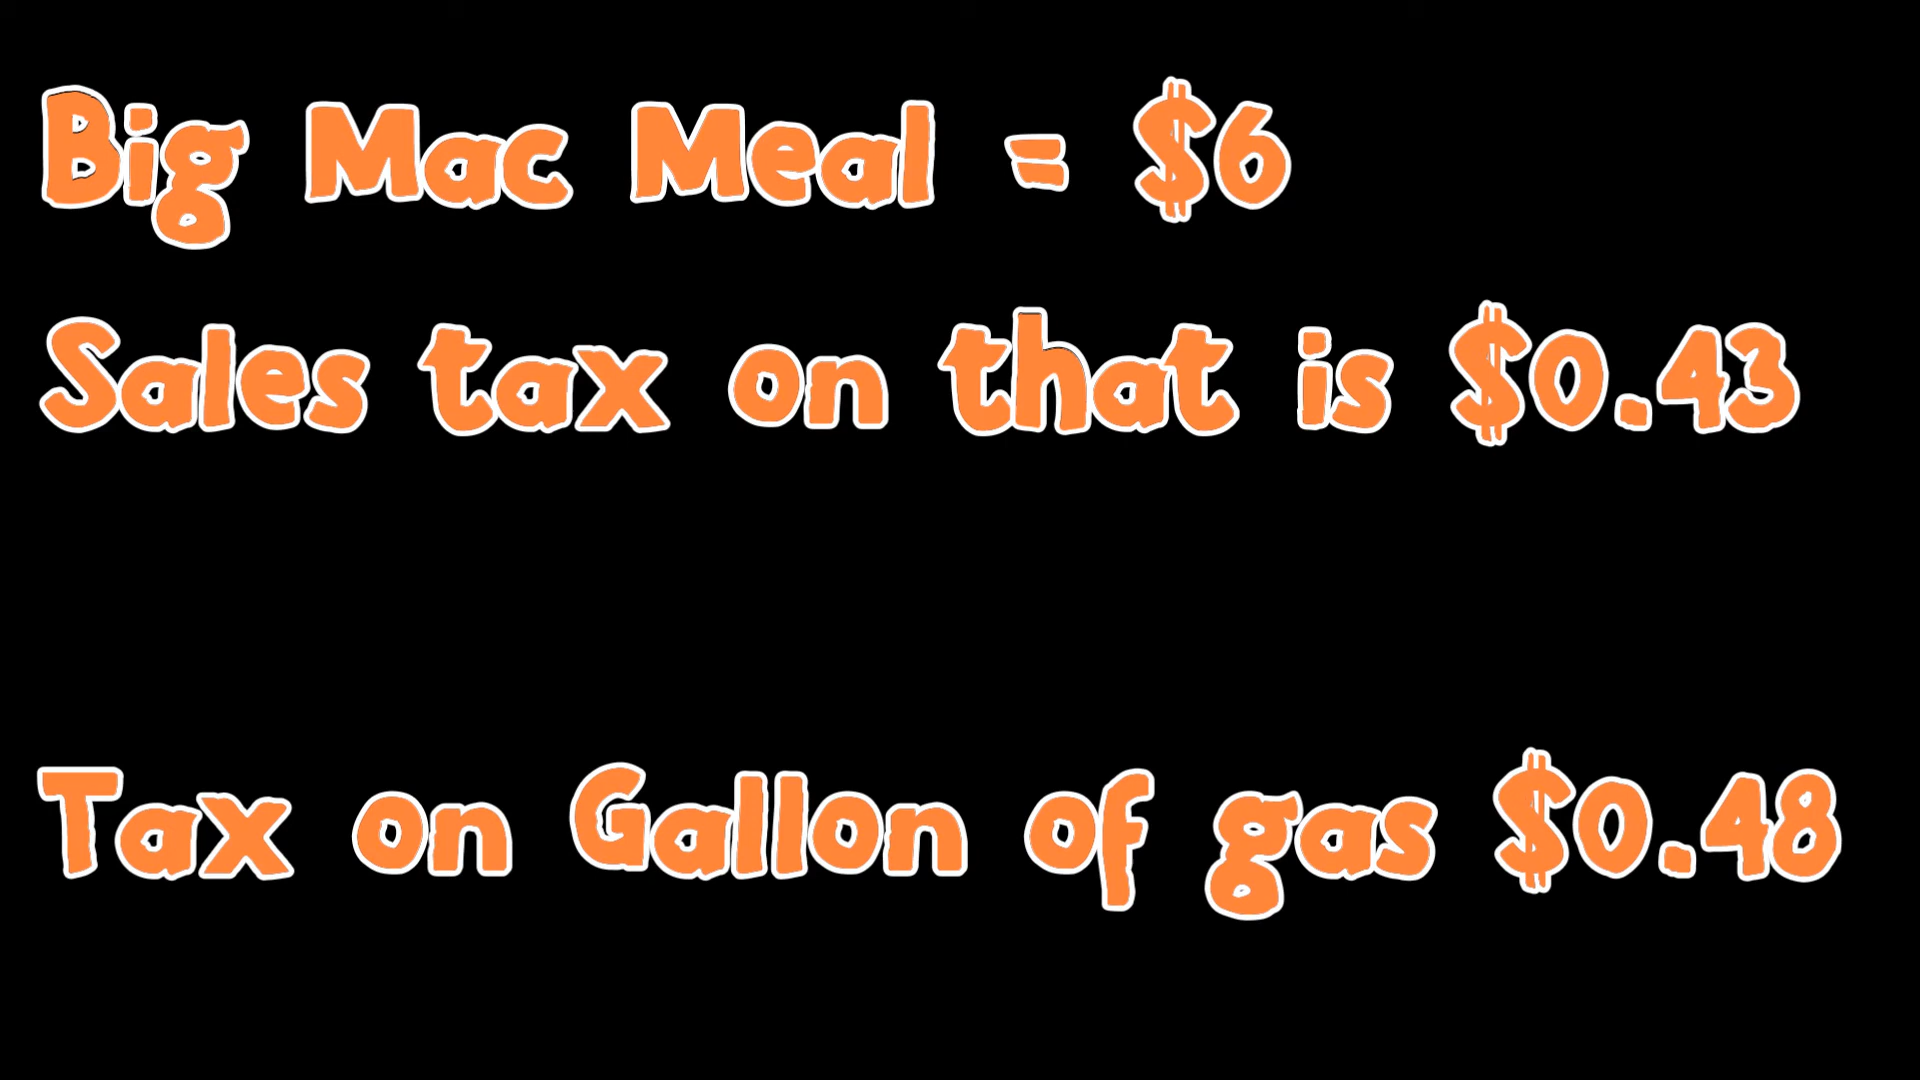 Big Mac Meal = $6
Sales tax on that is $0.43
Tax on Gallon of gas $0.48